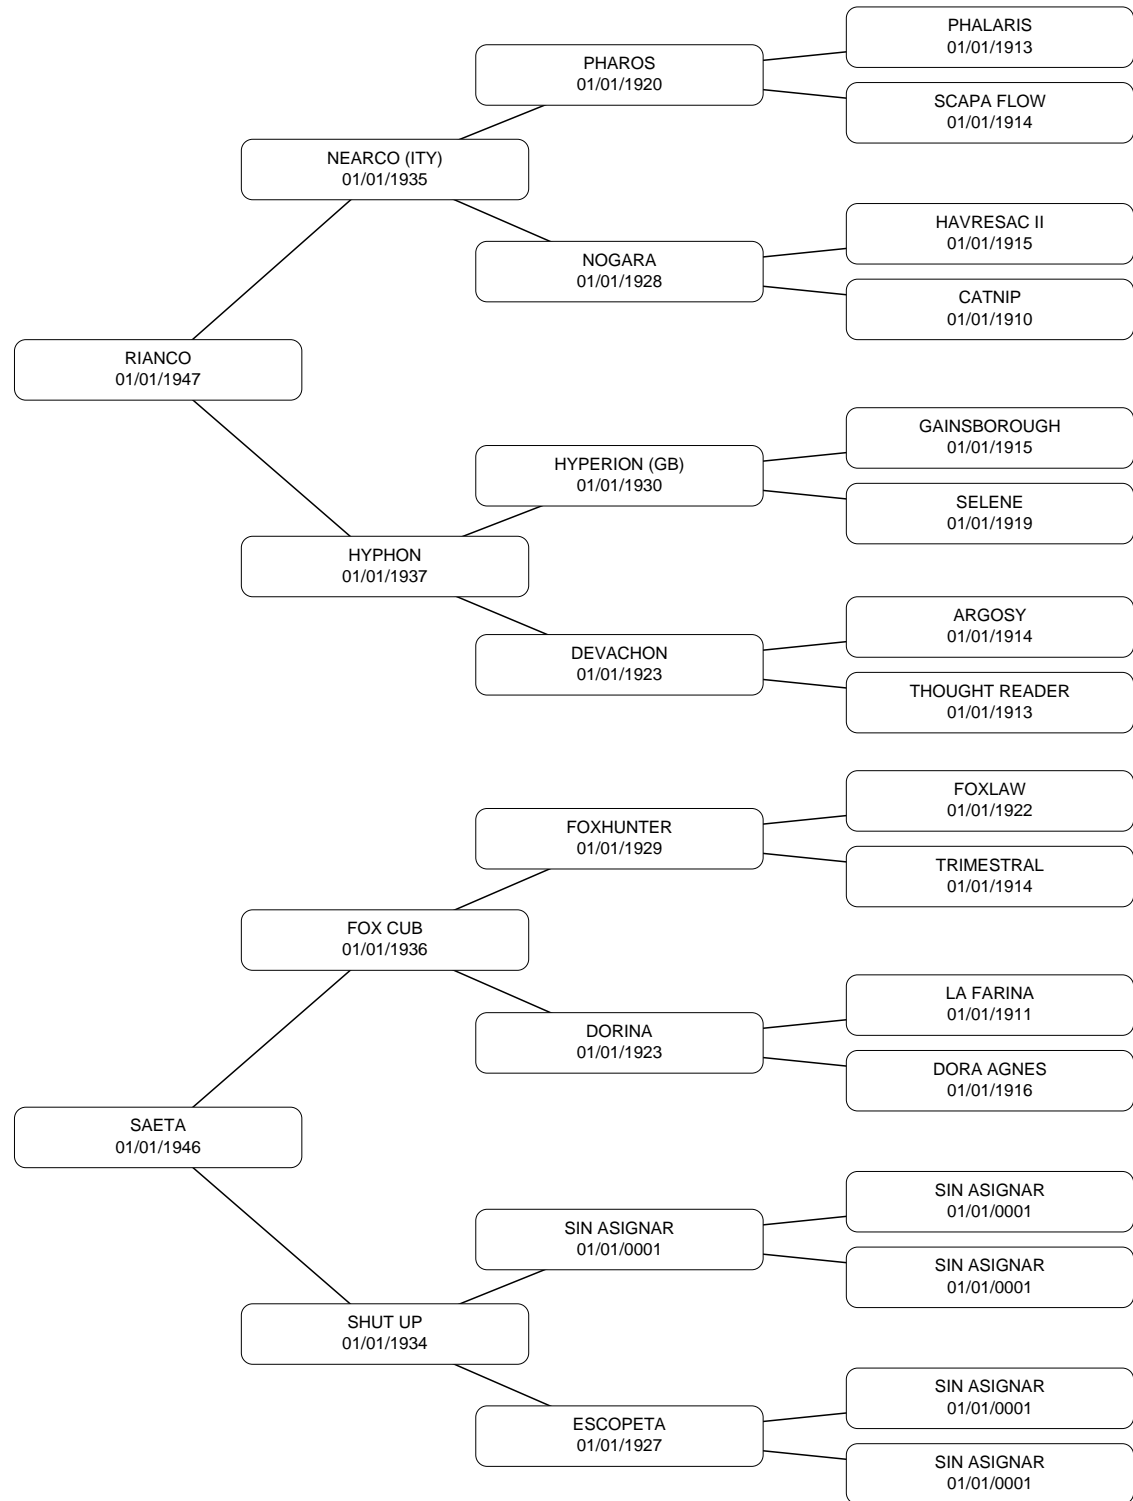 PHALARIS
01/01/1913
PHAROS
01/01/1920
SCAPA FLOW
01/01/1914
NEARCO (ITY)
01/01/1935
HAVRESAC II
01/01/1915
NOGARA
01/01/1928
CATNIP
01/01/1910
RIANCO
01/01/1947
GAINSBOROUGH
01/01/1915
HYPERION (GB)
01/01/1930
SELENE
01/01/1919
HYPHON
01/01/1937
ARGOSY
01/01/1914
DEVACHON
01/01/1923
THOUGHT READER
01/01/1913
FOXLAW
01/01/1922
FOXHUNTER
01/01/1929
TRIMESTRAL
01/01/1914
FOX CUB
01/01/1936
LA FARINA
01/01/1911
DORINA
01/01/1923
DORA AGNES
01/01/1916
SAETA
01/01/1946
SIN ASIGNAR
01/01/0001
SIN ASIGNAR
01/01/0001
SIN ASIGNAR
01/01/0001
SHUT UP
01/01/1934
SIN ASIGNAR
01/01/0001
ESCOPETA
01/01/1927
SIN ASIGNAR
01/01/0001